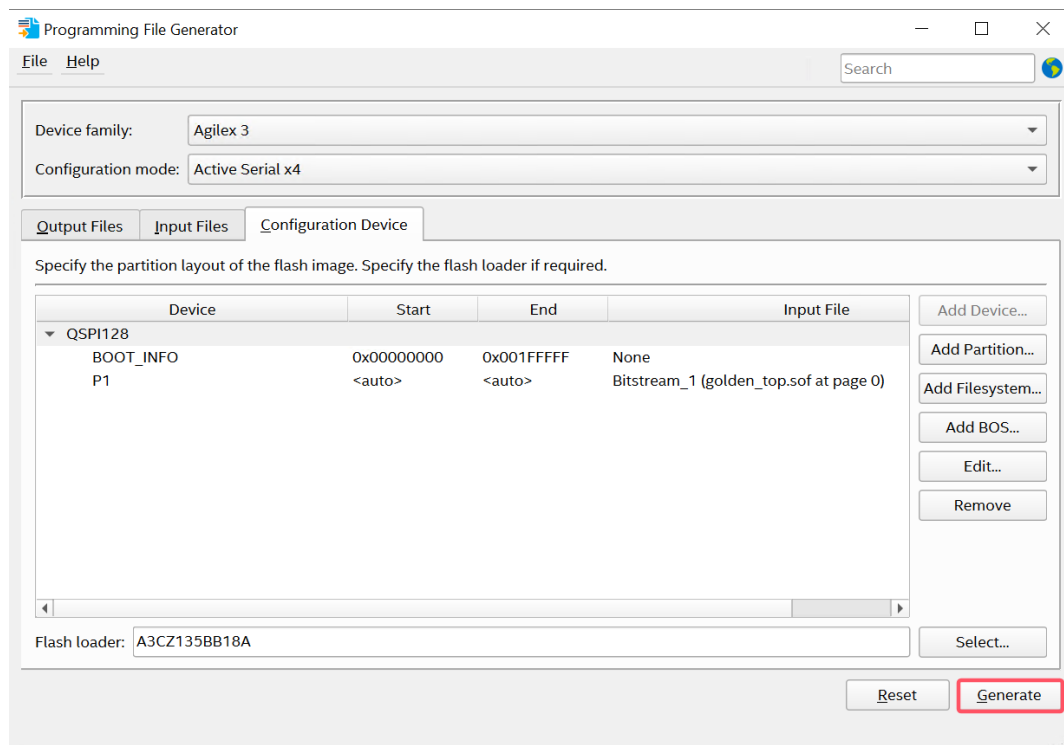 Programming File Generator
File Help
Search
Device family: Agilex 3
Configuration mode: Active Serial x4
Output Files Input Files Configuration Device
Specify the partition layout of the flash image. Specify the flash loader if required.
Device Start End Input File
QSPI128
BOOT_INFO 0x00000000 0x001FFFFF None
P1 <auto> <auto> Bitstream_1 (golden_top.sof at page 0)
Add Device...
Add Partition...
Add Filesystem...
Add BOS...
Edit...
Remove
Flash loader: A3CZ135BB18A Select...
Reset Generate